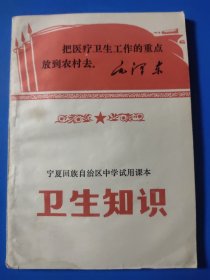 把医疗卫生工作的重点
放到农村去。
毛泽东
宁夏回族自治区中学试用课本
卫生知识